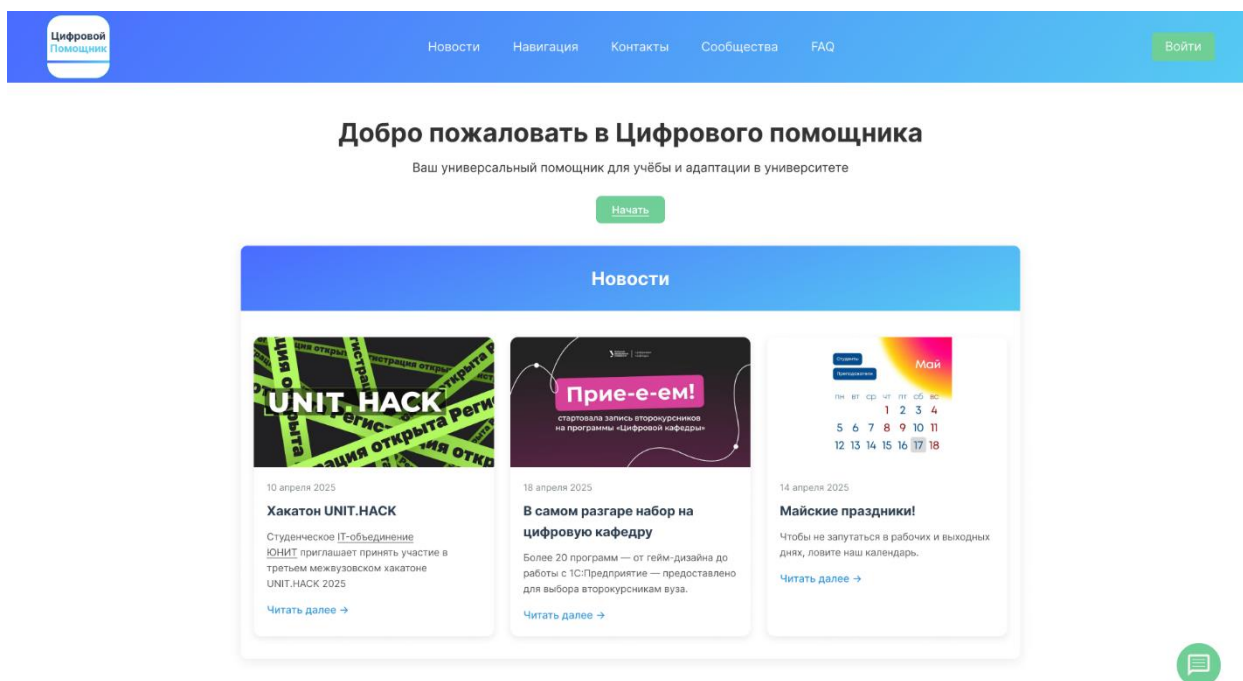 Цифровой
Помощник
Новости Навигация Контакты Сообщества FAQ
Войти
Добро пожаловать в Цифрового помощника
Ваш универсальный помощник для учёбы и адаптации в университете
Начать
Новости
UNIT.HACK
Регистрация открыта
Прие-е-ем!
стартовала запись второкурсников
на программы «Цифровой кафедры»
Студенты
Преподаватели
Май
пн вт ср чт пт сб вс
1 2 3 4
5 6 7 8 9 10 11
12 13 14 15 16 17 18
10 апреля 2025
Хакатон UNIT.HACK
Студенческое IT-объединение
ЮНИТ приглашает принять участие в
третьем межвузовском хакатоне
UNIT.HACK 2025
Читать далее →
18 апреля 2025
В самом разгаре набор на
цифровую кафедру
Более 20 программ — от гейм-дизайна до
работы с 1С:Предприятие — предоставлено
для выбора второкурсникам вуза.
Читать далее →
14 апреля 2025
Майские праздники!
Чтобы не запутаться в рабочих и выходных
днях, ловите наш календарь.
Читать далее →